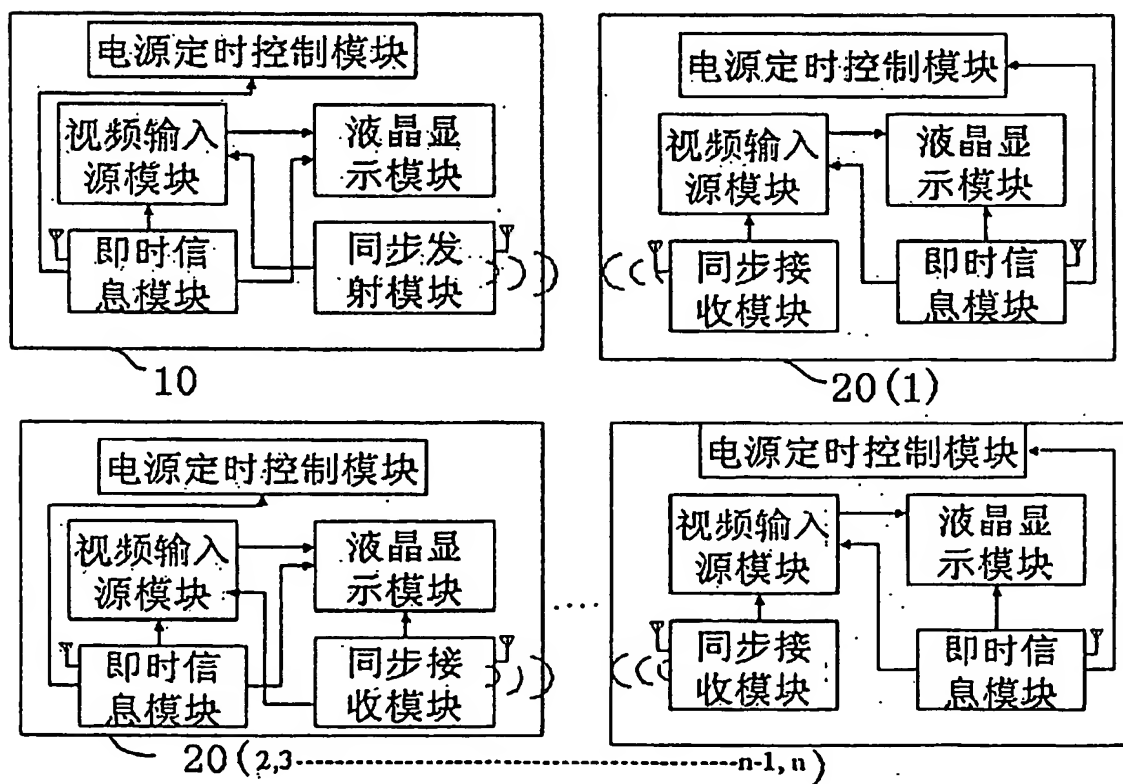 电源定时控制模块
视频输入
源模块
液晶显
示模块
即时信
息模块
同步发
射模块
10
电源定时控制模块
视频输入
源模块
液晶显
示模块
同步接
收模块
即时信
息模块
20(1)
电源定时控制模块
视频输入
源模块
液晶显
示模块
即时信
息模块
同步接
收模块
电源定时控制模块
视频输入
源模块
液晶显
示模块
同步接
收模块
即时信
息模块
20(2,3--------------------n-1,n)